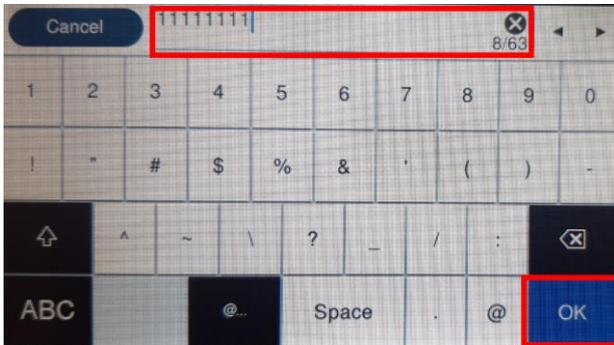 Cancel 11111111 8/63
1 2 3 4 5 6 7 8 9 0
! " # $ % & ' ( ) -
^ ~ \ ? _ / :
ABC @... Space . @ OK